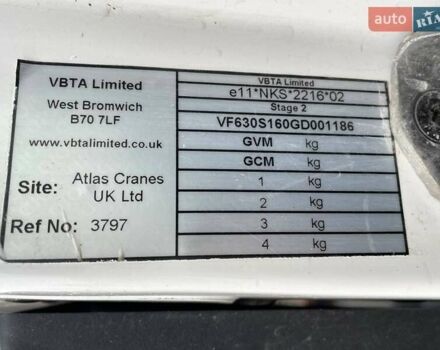 auto RIA
VBTA Limited
West Bromwich
B70 7LF
www.vbtalimited.co.uk
Site: Atlas Cranes
UK Ltd
Ref No: 3797
VBTA Limited
e11*NKS*2216*02
Stage 2
VF630S160GD001186
GVM kg
GCM kg
1 kg
2 kg
3 kg
4 kg